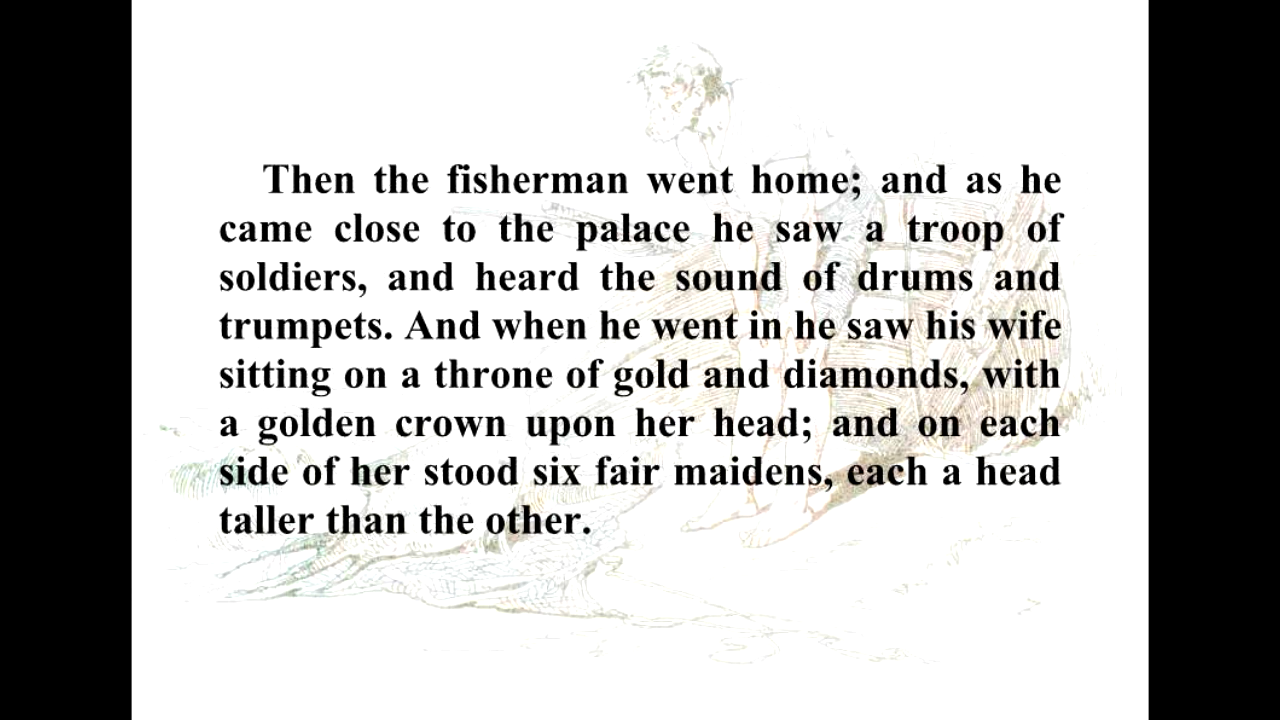 Then the fisherman went home; and as he
came close to the palace he saw a troop of
soldiers, and heard the sound of drums and
trumpets. And when he went in he saw his wife
sitting on a throne of gold and diamonds, with
a golden crown upon her head; and on each
side of her stood six fair maidens, each a head
taller than the other.